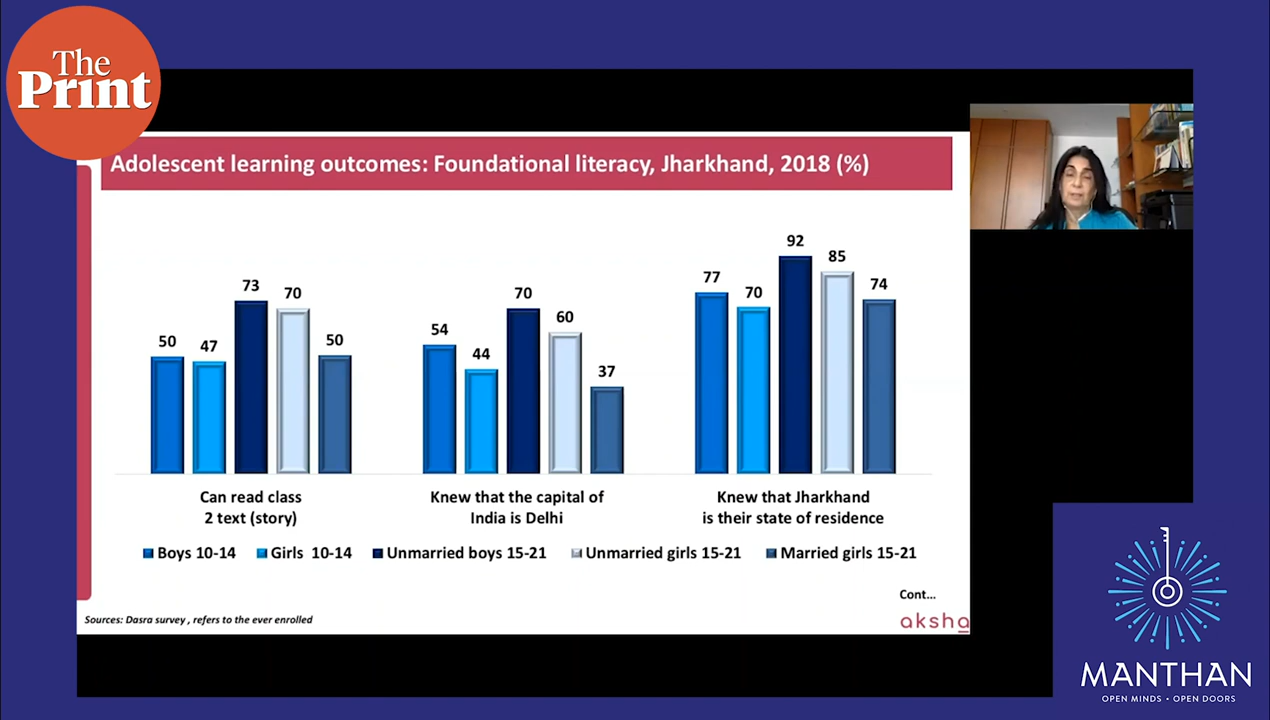 The
Print
Adolescent learning outcomes: Foundational literacy, Jharkhand, 2018 (%)
50
47
73
70
50
54
44
70
60
37
77
70
92
85
74
Can read class
2 text (story)
Knew that the capital of
India is Delhi
Knew that Jharkhand
is their state of residence
Boys 10-14
Girls 10-14
Unmarried boys 15-21
Unmarried girls 15-21
Married girls 15-21
Cont...
Sources: Dasra survey , refers to the ever enrolled
aksha
MANTHAN
OPEN MINDS • OPEN DOORS